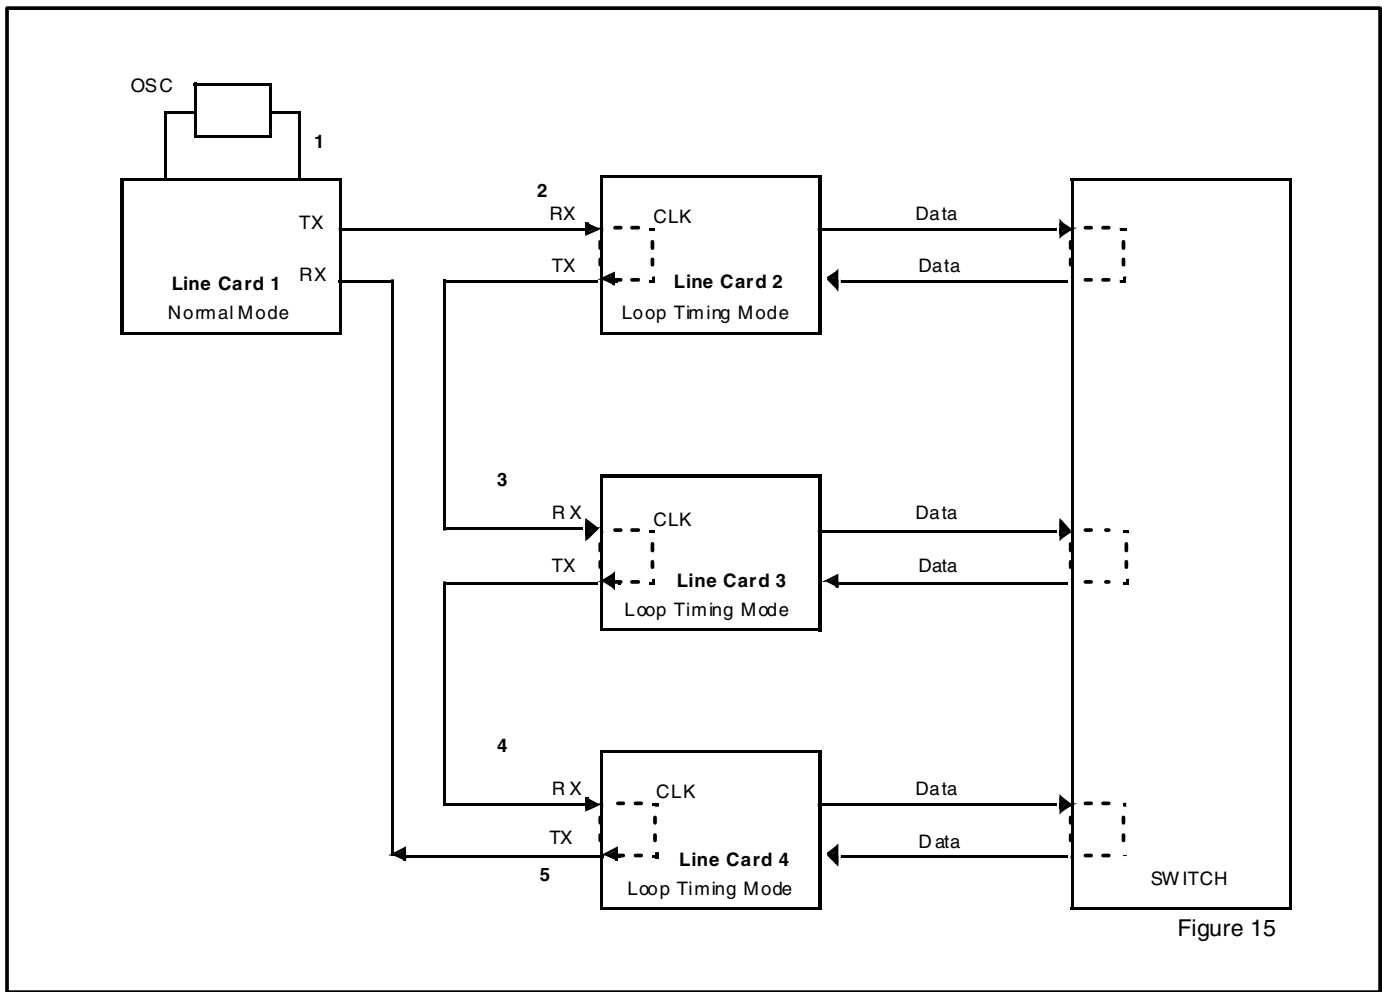 OSC
1
TX
RX
Line Card 1
Normal Mode
2
RX
CLK
TX
Line Card 2
Loop Timing Mode
Data
Data
3
RX
CLK
TX
Line Card 3
Loop Timing Mode
Data
Data
4
RX
CLK
TX
5
Line Card 4
Loop Timing Mode
Data
Data
SWITCH
Figure 15